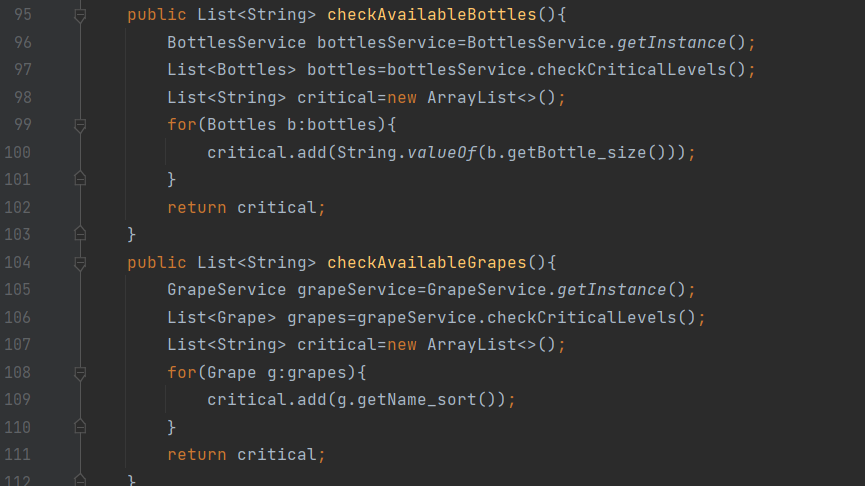 95 public List<String> checkAvailableBottles(){
96 BottlesService bottlesService=BottlesService.getInstance();
97 List<Bottles> bottles=bottlesService.checkCriticalLevels();
98 List<String> critical=new ArrayList<>();
99 for(Bottles b:bottles){
100 critical.add(String.valueOf(b.getBottle_size()));
101 }
102 return critical;
103 }
104 public List<String> checkAvailableGrapes(){
105 GrapeService grapeService=GrapeService.getInstance();
106 List<Grape> grapes=grapeService.checkCriticalLevels();
107 List<String> critical=new ArrayList<>();
108 for(Grape g:grapes){
109 critical.add(g.getName_sort());
110 }
111 return critical;
112 }